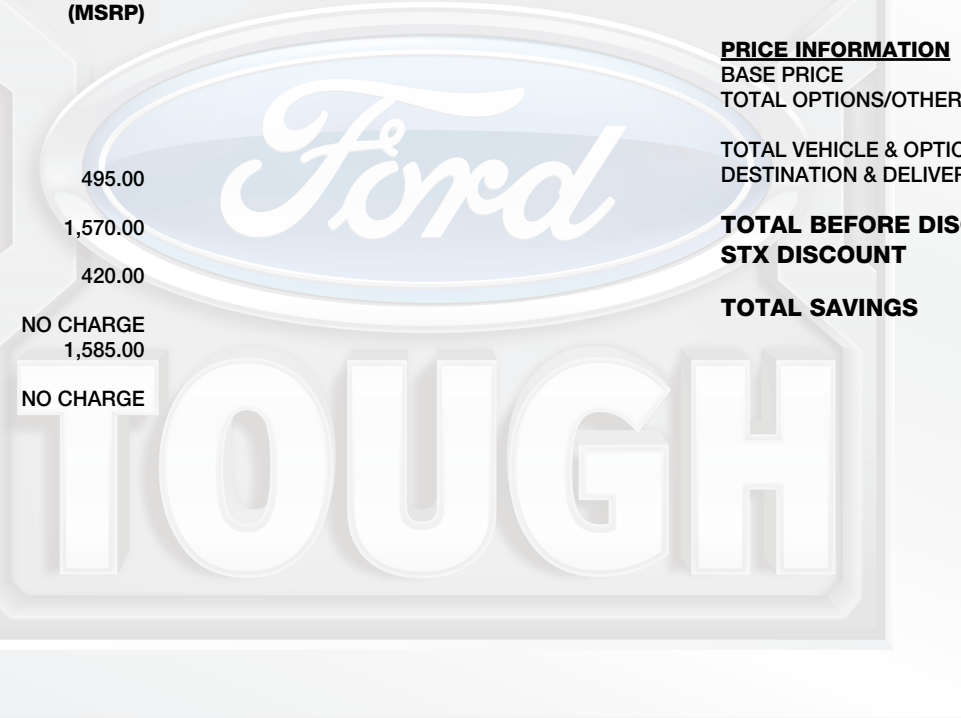 (MSRP)
495.00
1,570.00
420.00
NO CHARGE
1,585.00
NO CHARGE
PRICE INFORMATION
BASE PRICE
TOTAL OPTIONS/OTHER
TOTAL VEHICLE & OPTIO
DESTINATION & DELIVER
TOTAL BEFORE DISC
STX DISCOUNT
TOTAL SAVINGS
Ford
TOUGH